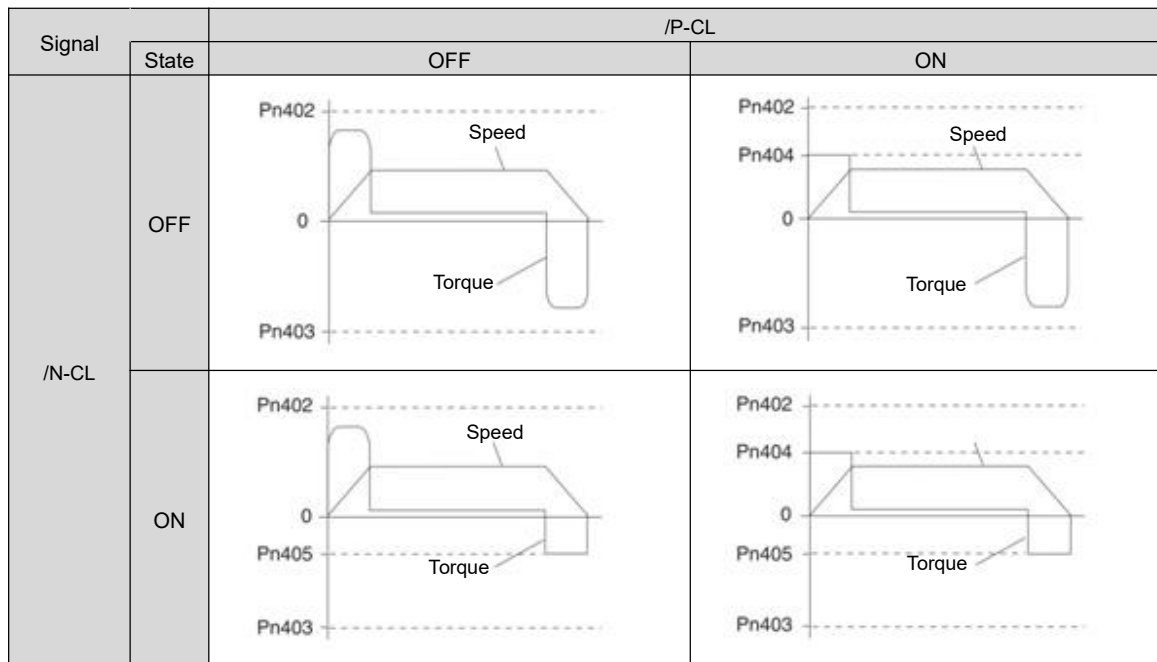 Signal
/P-CL
State
OFF
ON
/N-CL
OFF
Pn402
Speed
0
Torque
Pn403
Pn402
Speed
Pn404
0
Torque
Pn403
ON
Pn402
Speed
0
Pn405
Torque
Pn403
Pn402
Pn404
0
Pn405
Torque
Pn403